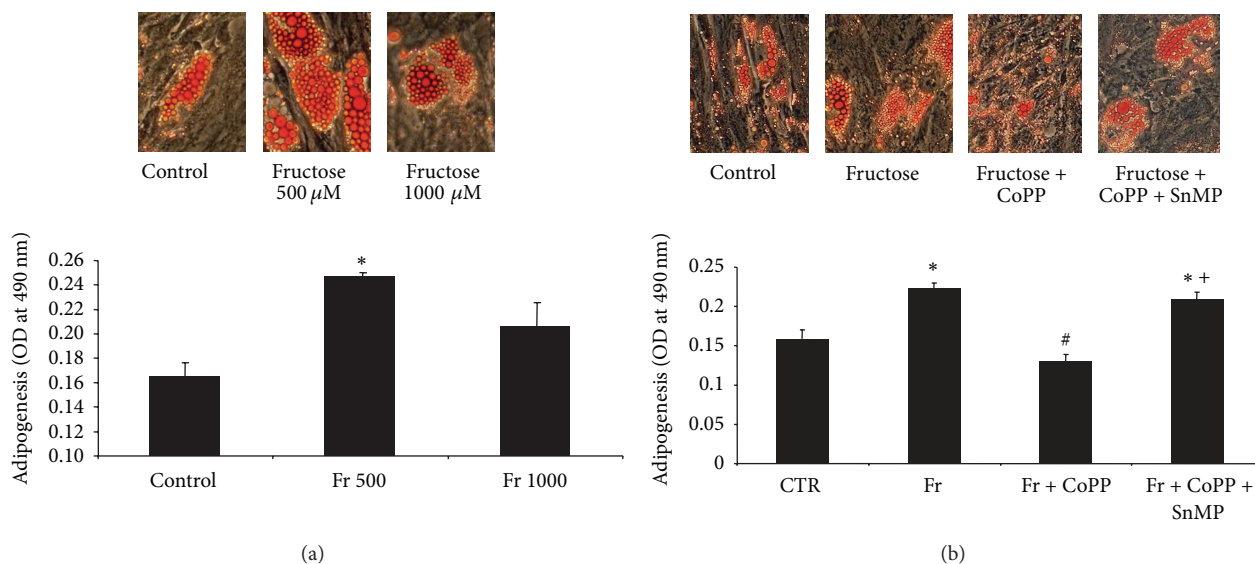 Control
Fructose
500 μM
Fructose
1000 μM
Adipogenesis (OD at 490 nm)
0.26
0.24
0.22
0.20
0.18
0.16
0.14
0.12
0.10
*
Control
Fr 500
Fr 1000
(a)
Control
Fructose
Fructose +
CoPP
Fructose +
CoPP + SnMP
Adipogenesis (OD at 490 nm)
0.25
0.2
0.15
0.1
0.05
0
*
#
* +
CTR
Fr
Fr + CoPP
Fr + CoPP +
SnMP
(b)